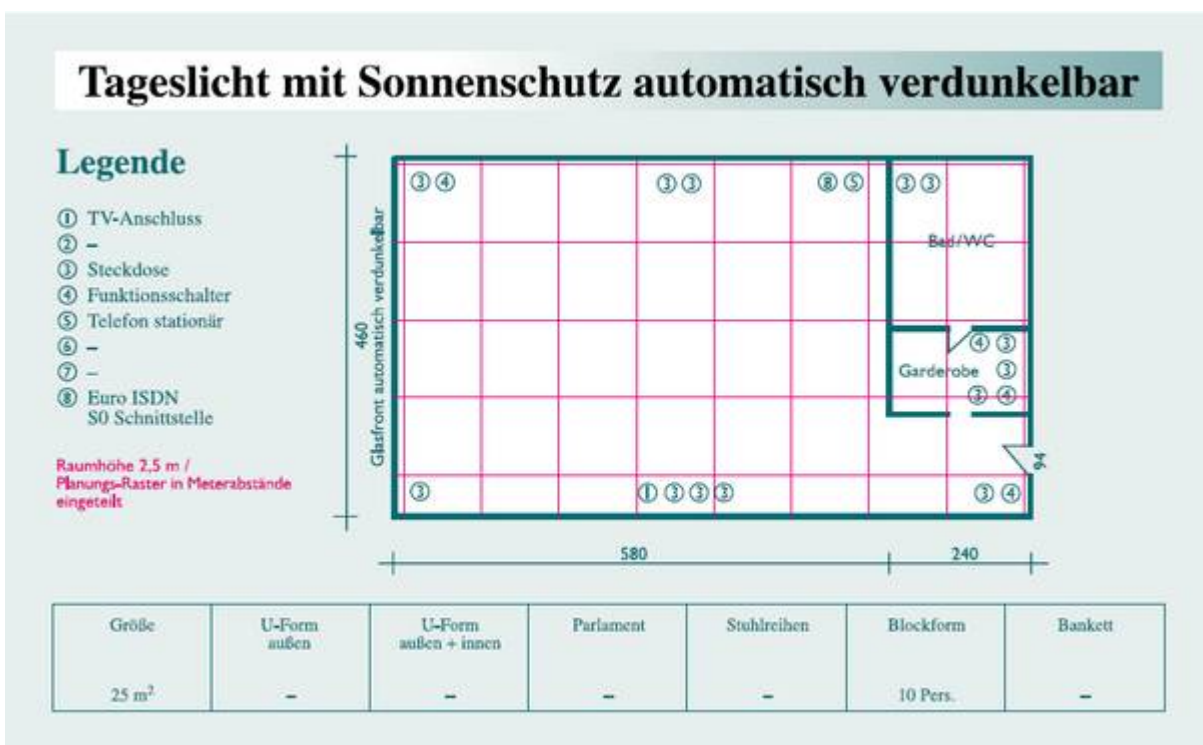 Tageslicht mit Sonnenschutz automatisch verdunkelbar
Legende
① TV-Anschluss
② –
③ Steckdose
④ Funktionsschalter
⑤ Telefon stationär
⑥ –
⑦ –
⑧ Euro ISDN
S0 Schnittstelle
Raumhöhe 2,5 m /
Planungs-Raster in Meterabstände
eingeteilt
460
Glasfront automatisch verdunkelbar
③ ④
③ ③
⑧ ⑤
③ ③
Bad/WC
④ ③
Garderobe ③
③ ④
94
③
① ③ ③ ③
③ ④
580
240
Größe
25 m²
U-Form
außen
–
U-Form
außen + innen
–
Parlament
–
Stuhlreihen
–
Blockform
10 Pers.
Bankett
–